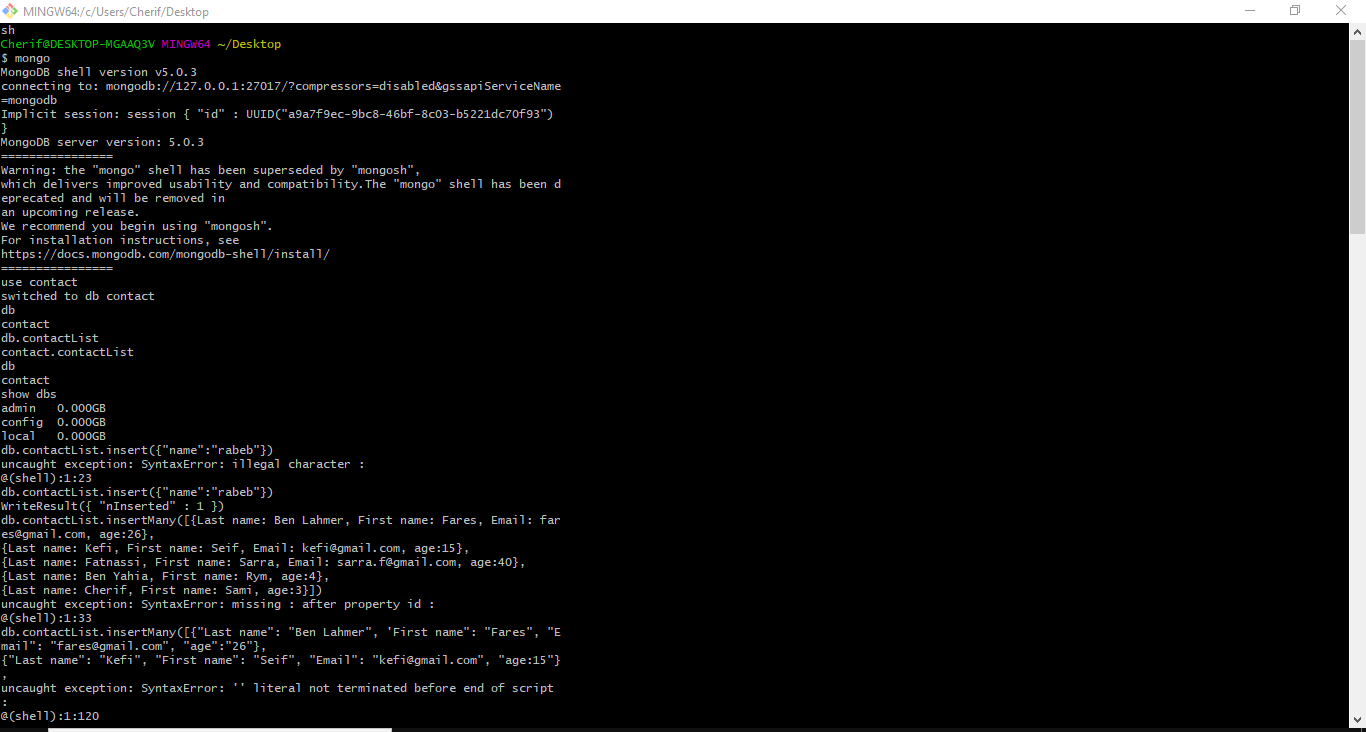 MINGW64:/c/Users/Cherif/Desktop
sh
Cherif@DESKTOP-MGAAQ3V MINGW64 ~/Desktop
$ mongo
MongoDB shell version v5.0.3
connecting to: mongodb://127.0.0.1:27017/?compressors=disabled&gssapiServiceName
=mongodb
Implicit session: session { "id" : UUID("a9a7f9ec-9bc8-46bf-8c03-b5221dc70f93")
}
MongoDB server version: 5.0.3
================
Warning: the "mongo" shell has been superseded by "mongosh",
which delivers improved usability and compatibility.The "mongo" shell has been d
eprecated and will be removed in
an upcoming release.
We recommend you begin using "mongosh".
For installation instructions, see
https://docs.mongodb.com/mongodb-shell/install/
================
use contact
switched to db contact
db
contact
db.contactList
contact.contactList
db
contact
show dbs
admin   0.000GB
config  0.000GB
local   0.000GB
db.contactList.insert({"name":"rabeb"})
uncaught exception: SyntaxError: illegal character :
@(shell):1:23
db.contactList.insert({"name":"rabeb"})
WriteResult({ "nInserted" : 1 })
db.contactList.insertMany([{Last name: Ben Lahmer, First name: Fares, Email: far
es@gmail.com, age:26},
{Last name: Kefi, First name: Seif, Email: kefi@gmail.com, age:15},
{Last name: Fatnassi, First name: Sarra, Email: sarra.f@gmail.com, age:40},
{Last name: Ben Yahia, First name: Rym, age:4},
{Last name: Cherif, First name: Sami, age:3}])
uncaught exception: SyntaxError: missing : after property id :
@(shell):1:33
db.contactList.insertMany([{"Last name": "Ben Lahmer", 'First name": "Fares", "E
mail": "fares@gmail.com", "age":"26"},
{"Last name": "Kefi", "First name": "Seif", "Email": "kefi@gmail.com", "age:15"}
,
uncaught exception: SyntaxError: '' literal not terminated before end of script
:
@(shell):1:120